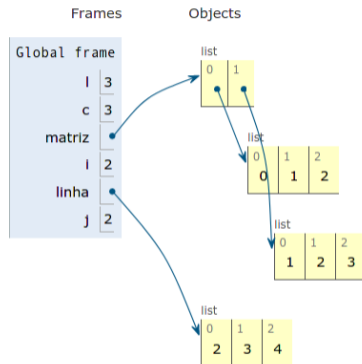 Frames Objects
Global frame
l 3
c 3
matriz
i 2
linha
j 2
list
0 1
list
0 1 2
0 1 2
list
0 1 2
1 2 3
list
0 1 2
2 3 4